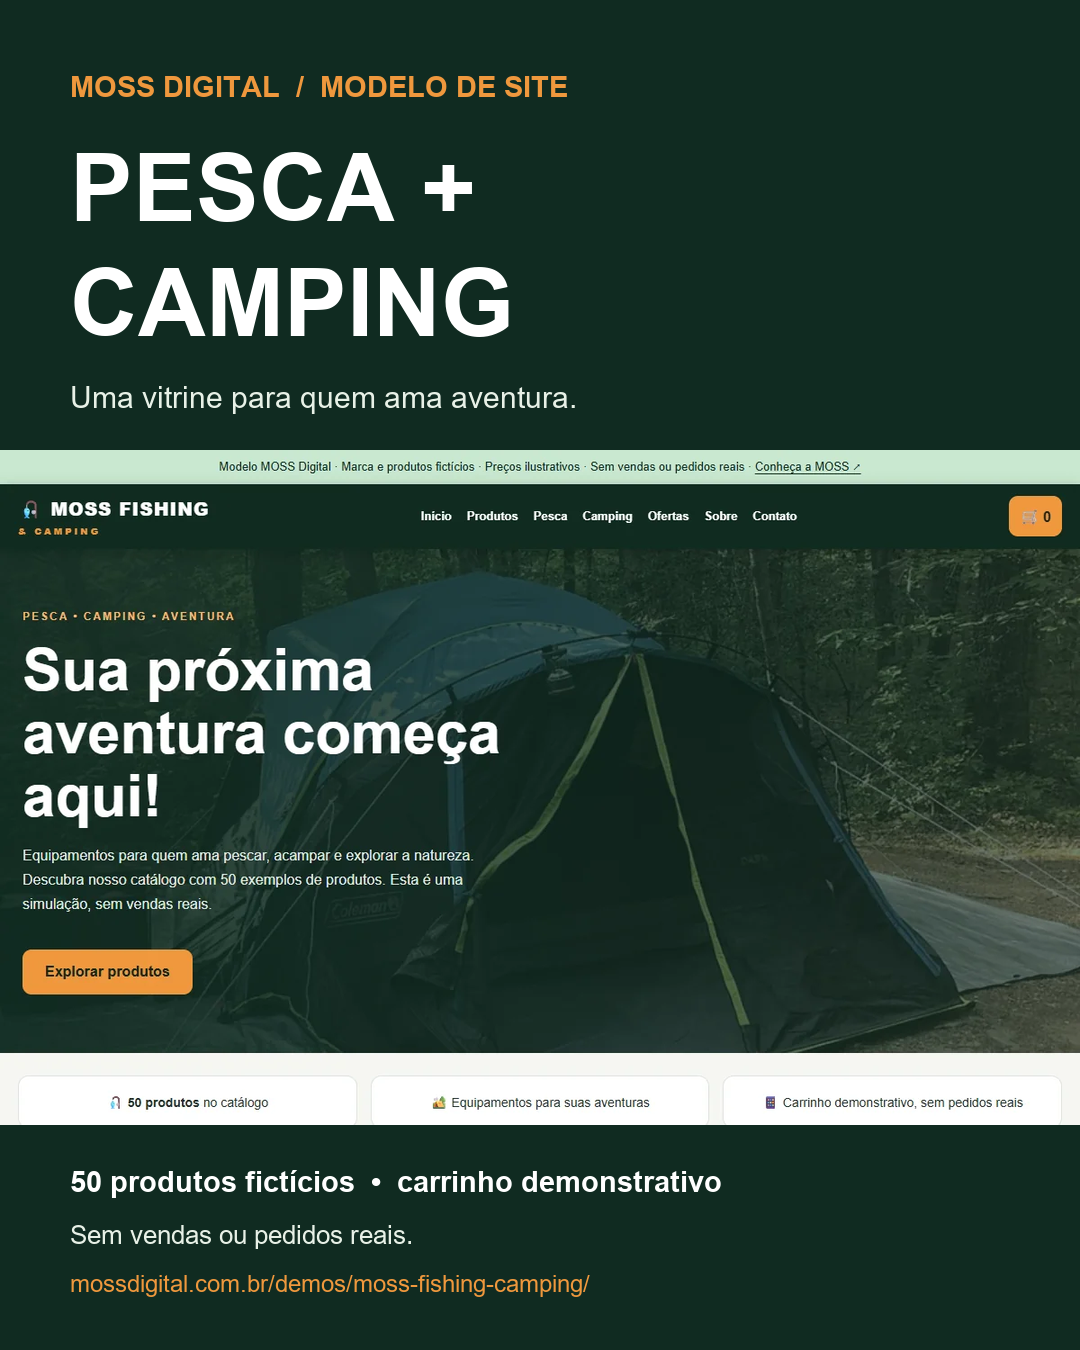 MOSS DIGITAL / MODELO DE SITE
PESCA +
CAMPING
Uma vitrine para quem ama aventura.
Modelo MOSS Digital · Marca e produtos fictícios · Preços ilustrativos · Sem vendas ou pedidos reais · Conheça a MOSS ↗
MOSS FISHING
& CAMPING
Início Produtos Pesca Camping Ofertas Sobre Contato
0
PESCA • CAMPING • AVENTURA
Sua próxima
aventura começa
aqui!
Equipamentos para quem ama pescar, acampar e explorar a natureza.
Descubra nosso catálogo com 50 exemplos de produtos. Esta é uma
simulação, sem vendas reais.
Coleman
Explorar produtos
50 produtos no catálogo
Equipamentos para suas aventuras
Carrinho demonstrativo, sem pedidos reais
50 produtos fictícios • carrinho demonstrativo
Sem vendas ou pedidos reais.
mossdigital.com.br/demos/moss-fishing-camping/